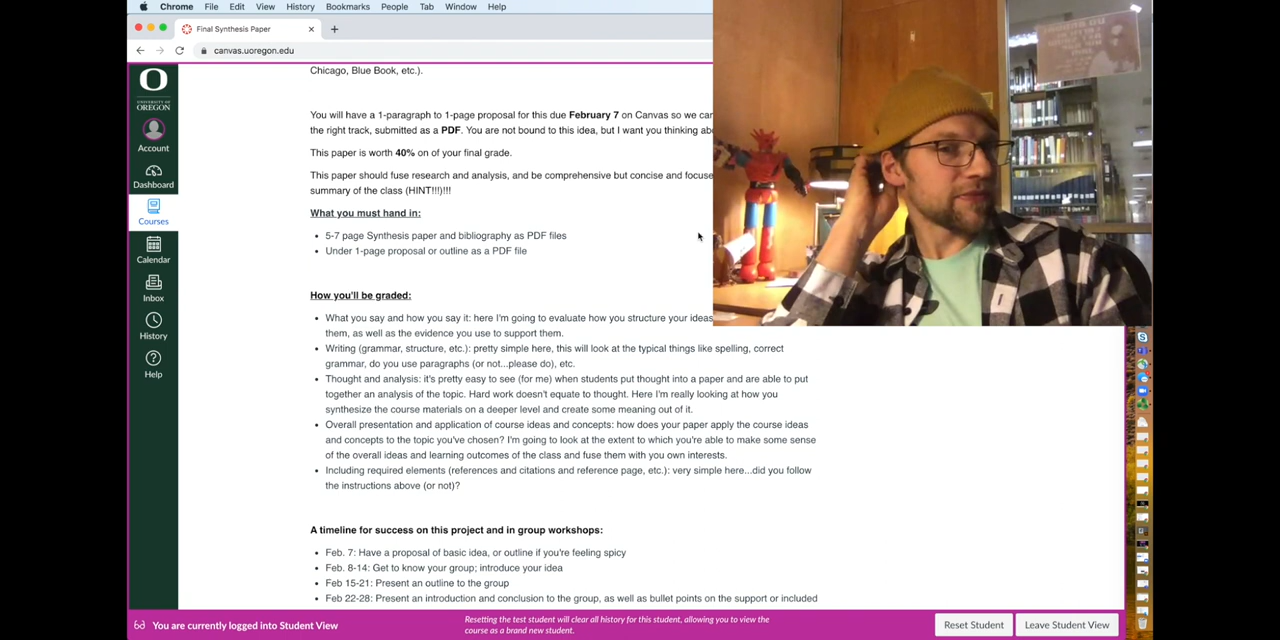 Chrome File Edit View History Bookmarks People Tab Window Help
Final Synthesis Paper
canvas.uoregon.edu
O
UNIVERSITY OF
OREGON
Account
Dashboard
Courses
Calendar
Inbox
History
Help
Chicago, Blue Book, etc.).
You will have a 1-paragraph to 1-page proposal for this due February 7 on Canvas so we can
the right track, submitted as a PDF. You are not bound to this idea, but I want you thinking
This paper is worth 40% on of your final grade.
This paper should fuse research and analysis, and be comprehensive but concise and
summary of the class (HINT!!!)!!!
What you must hand in:
• 5-7 page Synthesis paper and bibliography as PDF files
• Under 1-page proposal or outline as a PDF file
How you'll be graded:
• What you say and how you say it: here I'm going to evaluate how you structure your ideas
them, as well as the evidence you use to support them.
• Writing (grammar, structure, etc.): pretty simple here, this will look at the typical things like spelling, correct
grammar, do you use paragraphs (or not...please do), etc.
• Thought and analysis: it's pretty easy to see (for me) when students put thought into a paper and are able to put
together an analysis of the topic. Hard work doesn't equate to thought. Here I'm really looking at how you
synthesize the course materials on a deeper level and create some meaning out of it.
• Overall presentation and application of course ideas and concepts: how does your paper apply the course ideas
and concepts to the topic you've chosen? I'm going to look at the extent to which you're able to make some sense
of the overall ideas and learning outcomes of the class and fuse them with you own interests.
• Including required elements (references and citations and reference page, etc.): very simple here...did you follow
the instructions above (or not)?
A timeline for success on this project and in group workshops:
• Feb. 7: Have a proposal of basic idea, or outline if you're feeling spicy
• Feb. 8-14: Get to know your group; introduce your idea
• Feb 15-21: Present an outline to the group
• Feb 22-28: Present an introduction and conclusion to the group, as well as bullet points on the support or included
You are currently logged into Student View
Resetting the test student will clear all history for this student, allowing you to view the
course as a brand new student.
Reset Student
Leave Student View